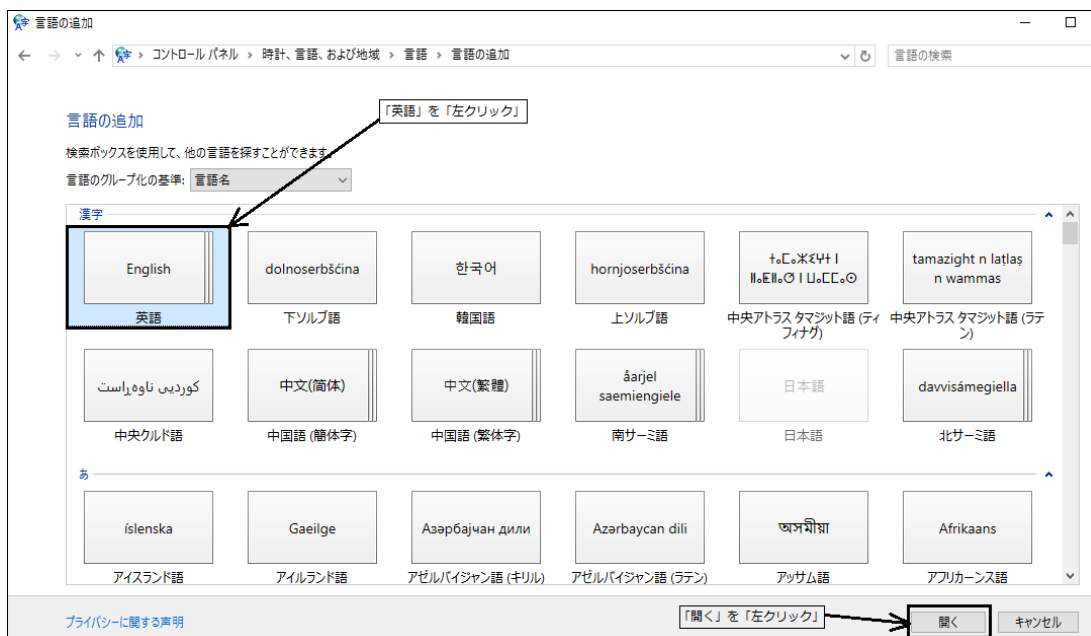 言語の追加
コントロール パネル › 時計、言語、および地域 › 言語 › 言語の追加
言語の検索
「英語」を「左クリック」
言語の追加
検索ボックスを使用して、他の言語を探すことができます。
言語のグループ化の基準: 言語名
漢字
English
dolnoserbšćina
한국어
hornjoserbšćina
ⵜⴰⵎⴰⵣⵉⵖⵜ ⵏ
ⵍⴰⵟⵍⴰⵚ ⵏ ⵡⴰⵎⵎⴰⵙ
tamazight n laṭlaṣ
n wammas
英語
下ソルブ語
韓国語
上ソルブ語
中央アトラス タマジット語 (ティ
フィナグ)
中央アトラス タマジット語 (ラテ
ン)
کوردیی ناوەڕاست
中文(简体)
中文(繁體)
åarjel
saemiengiele
日本語
davvisámegiella
中央クルド語
中国語 (簡体字)
中国語 (繁体字)
南サーミ語
日本語
北サーミ語
あ
íslenska
Gaeilge
Азәрбајҹан дили
Azərbaycan dili
অসমীয়া
Afrikaans
アイスランド語
アイルランド語
アゼルバイジャン語 (キリル)
アゼルバイジャン語 (ラテン)
アッサム語
アフリカーンス語
プライバシーに関する声明
「開く」を「左クリック」
開く
キャンセル